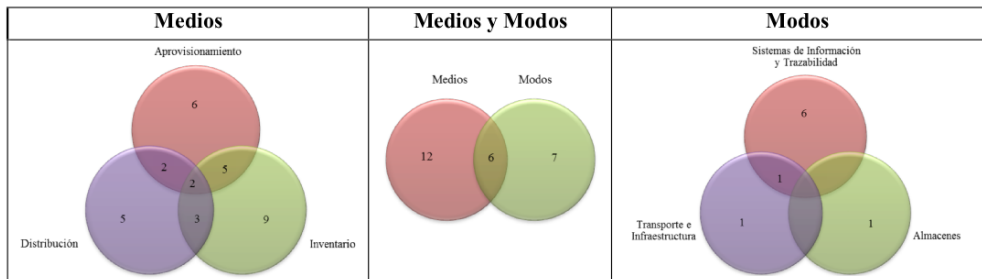 Medios
Medios y Modos
Modos
Aprovisionamiento
6
2
5
2
5
3
9
Distribución
Inventario
Medios
Modos
12
6
7
Sistemas de Información
y Trazabilidad
6
1
1
1
Transporte e
Infraestructura
Almacenes